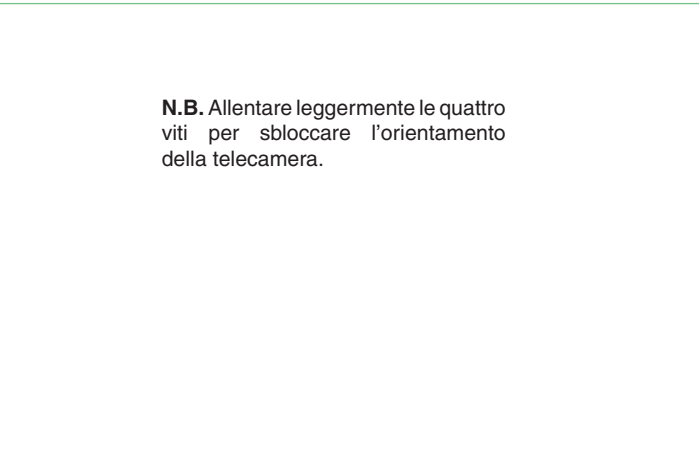 N.B. Allentare leggermente le quattro
viti per sbloccare l’orientamento
della telecamera.